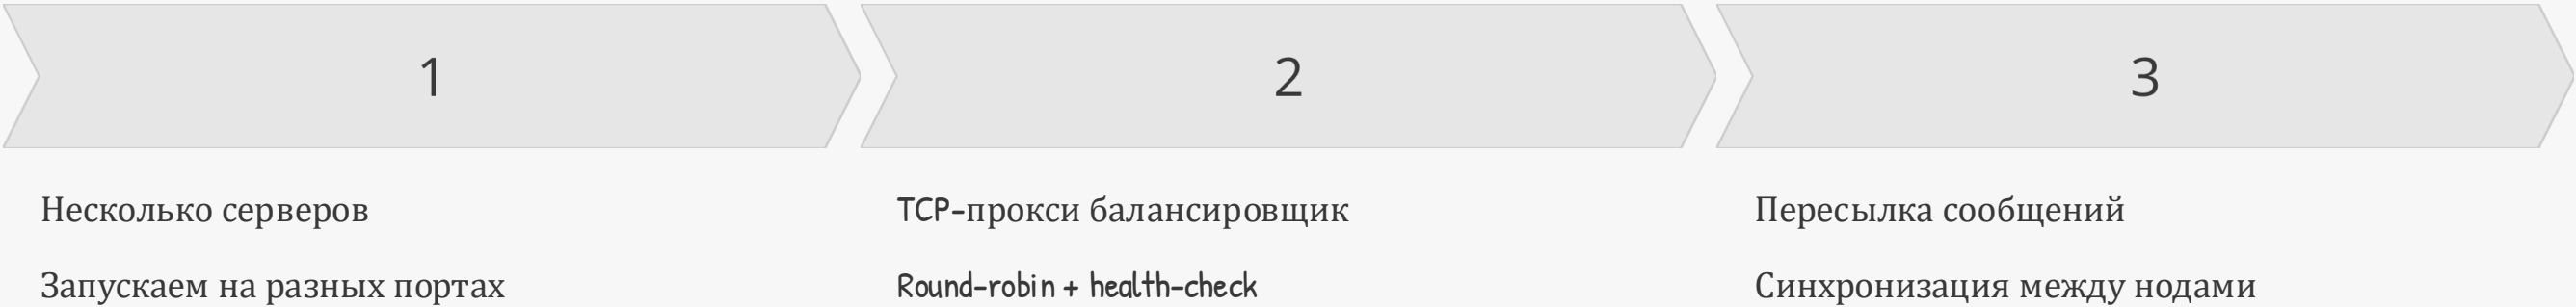 1
Несколько серверов
Запускаем на разных портах
2
TCP-прокси балансировщик
Round-robin + health-check
3
Пересылка сообщений
Синхронизация между нодами